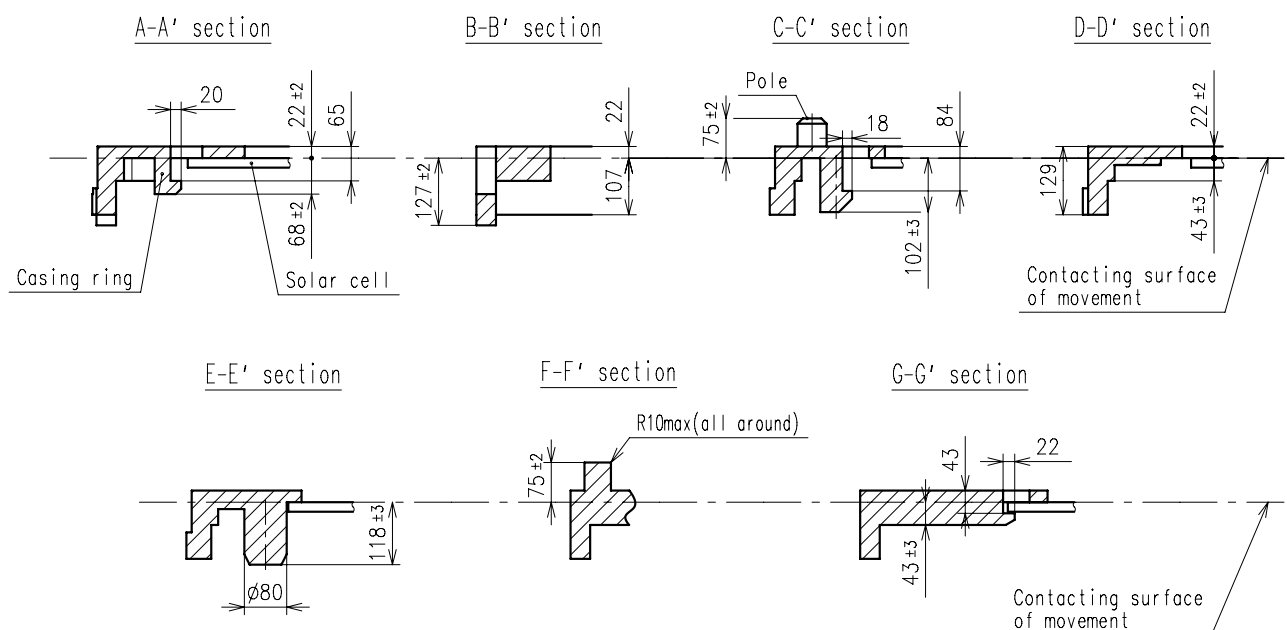 A-A' section
B-B' section
C-C' section
D-D' section
20
22 ±2
65
68 ±2
Casing ring
Solar cell
22
127 ±2
107
Pole
75 ±2
18
84
102 ±3
22 ±2
129
43 ±3
Contacting surface
of movement
E-E' section
F-F' section
G-G' section
118 ±3
φ80
R10max(all around)
75 ±2
43
22
43 ±3
Contacting surface
of movement